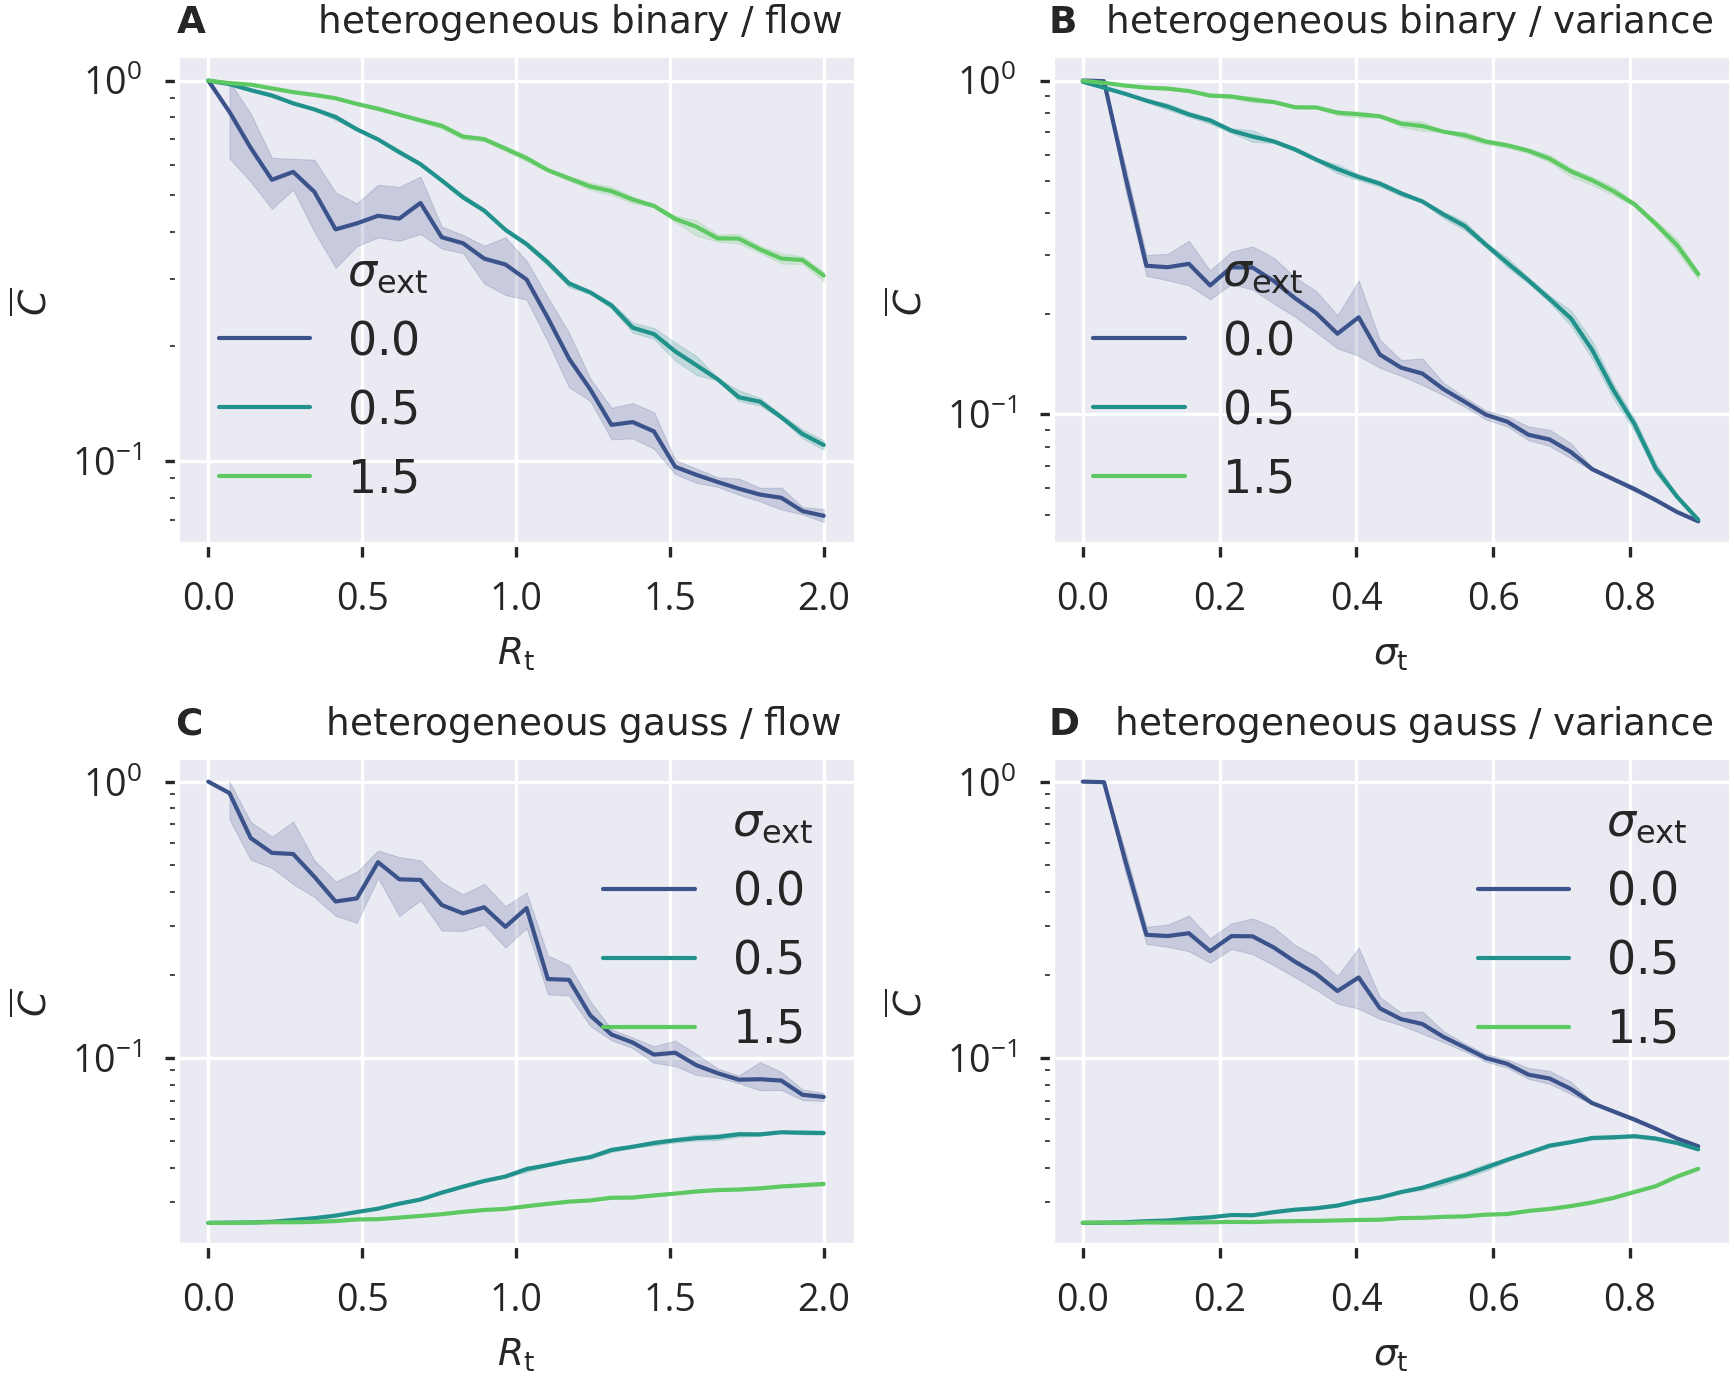 A heterogeneous binary / flow
10⁰
10⁻¹
C̅
σext
0.0
0.5
1.5
0.0 0.5 1.0 1.5 2.0
Rt
B heterogeneous binary / variance
10⁰
10⁻¹
C̅
σext
0.0
0.5
1.5
0.0 0.2 0.4 0.6 0.8
σt
C heterogeneous gauss / flow
10⁰
10⁻¹
C̅
σext
0.0
0.5
1.5
0.0 0.5 1.0 1.5 2.0
Rt
D heterogeneous gauss / variance
10⁰
10⁻¹
C̅
σext
0.0
0.5
1.5
0.0 0.2 0.4 0.6 0.8
σt